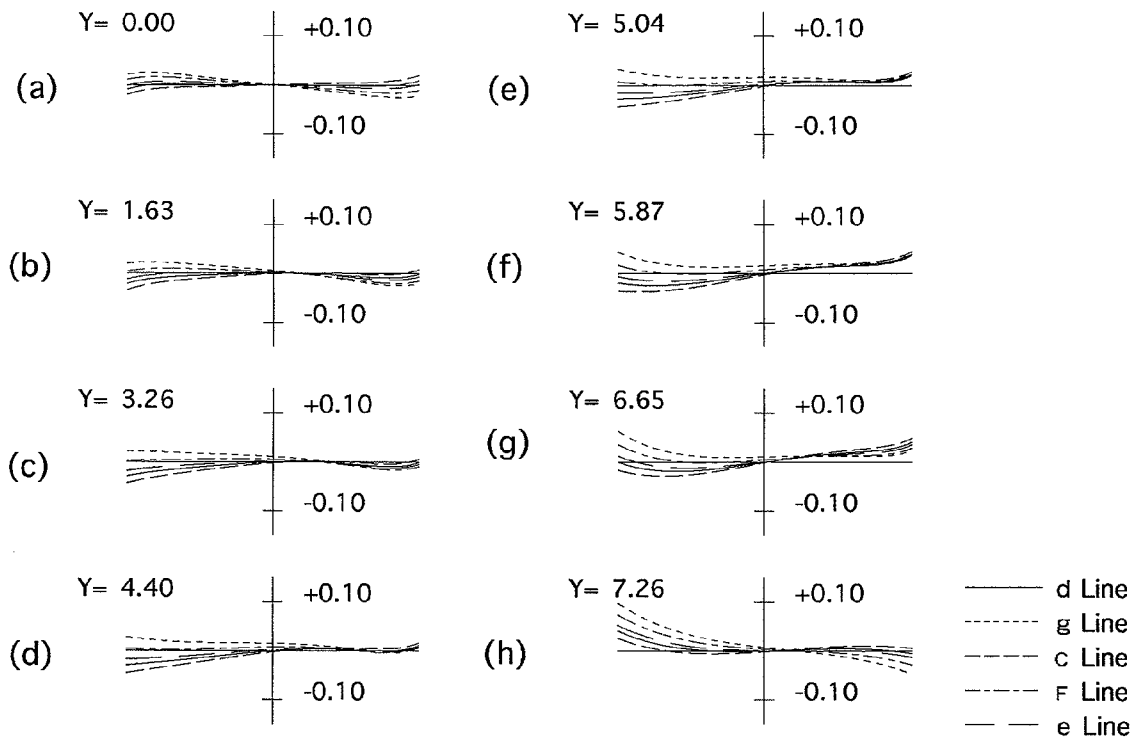 Y= 0.00
+0.10
(a)
-0.10
Y= 1.63
+0.10
(b)
-0.10
Y= 3.26
+0.10
(c)
-0.10
Y= 4.40
+0.10
(d)
-0.10
Y= 5.04
+0.10
(e)
-0.10
Y= 5.87
+0.10
(f)
-0.10
Y= 6.65
+0.10
(g)
-0.10
Y= 7.26
+0.10
(h)
-0.10
d Line
g Line
C Line
F Line
e Line